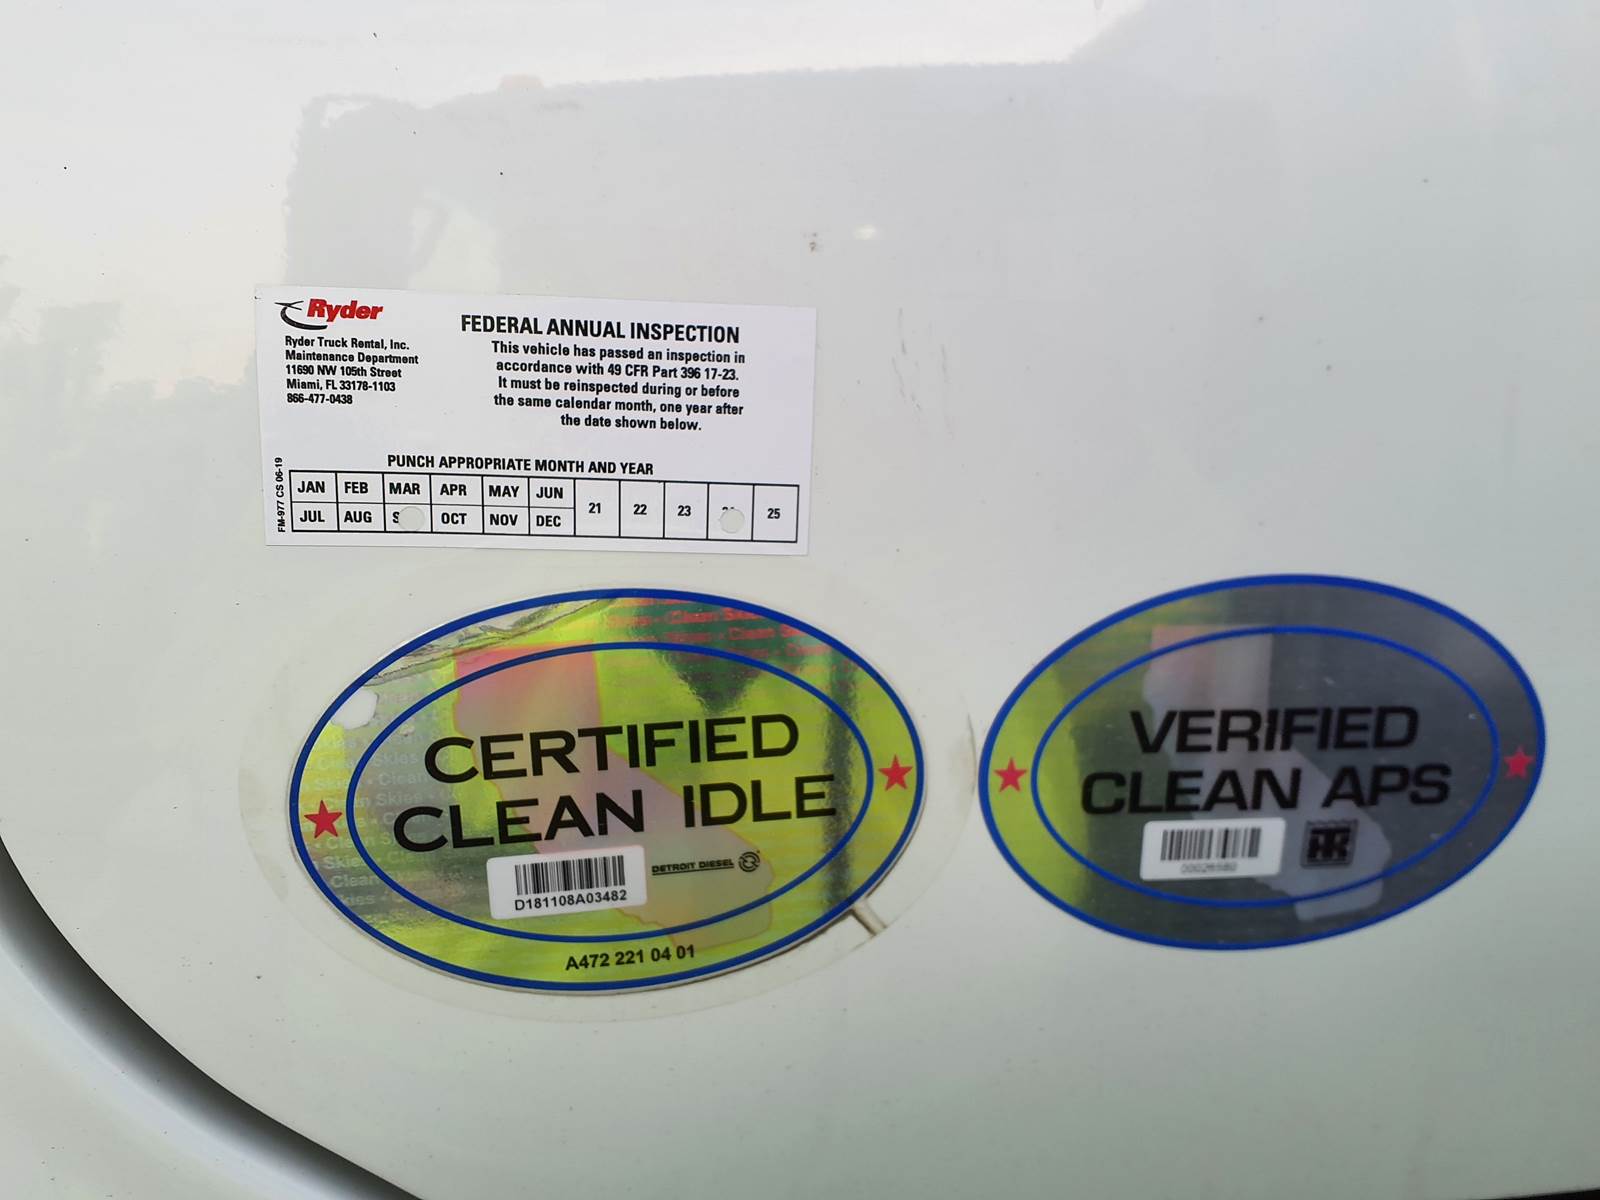 Ryder
Ryder Truck Rental, Inc.
Maintenance Department
11690 NW 105th Street
Miami, FL 33178-1103
866-477-0438
FEDERAL ANNUAL INSPECTION
This vehicle has passed an inspection in
accordance with 49 CFR Part 396 17-23.
It must be reinspected during or before
the same calendar month, one year after
the date shown below.
PUNCH APPROPRIATE MONTH AND YEAR
FM-977 CS 06-19
JAN FEB MAR APR MAY JUN
JUL AUG OCT NOV DEC
21 22 23 25
Clean Skies
CERTIFIED
CLEAN IDLE
DETROIT DIESEL
D181108A03482
A472 221 04 01
VERIFIED
CLEAN APS
TK